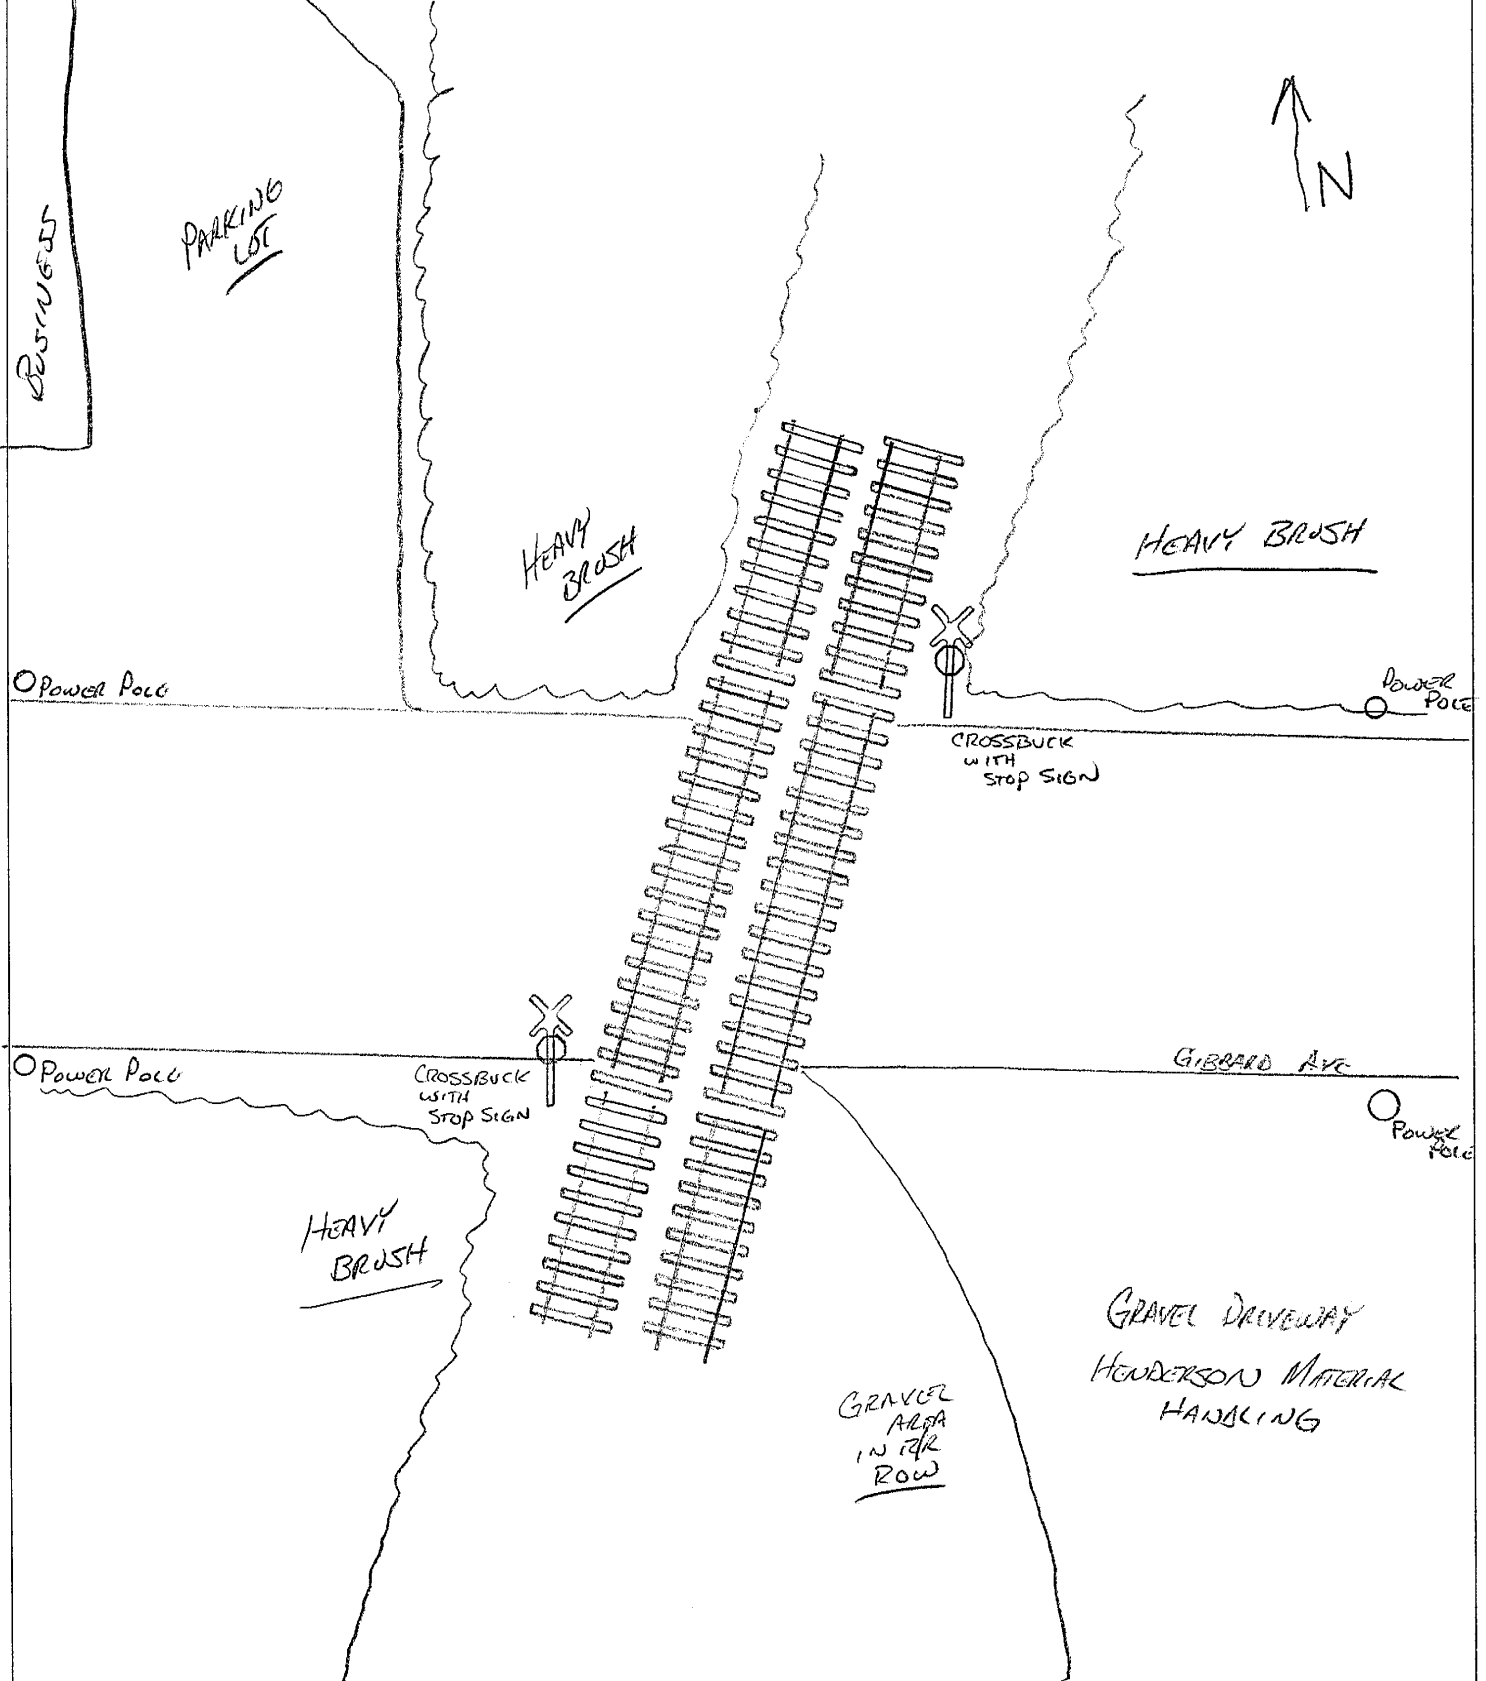 N
PARKING
LOT
BUSINESS
HEAVY
BRUSH
HEAVY BRUSH
POWER POLE
POWER
POLE
CROSSBUCK
WITH
STOP SIGN
GIBBARD AVE
POWER POLE
CROSSBUCK
WITH
STOP SIGN
POWER
POLE
HEAVY
BRUSH
GRAVEL DRIVEWAY
HENDERSON MATERIAL
HANDLING
GRAVEL
AREA
IN R/R
ROW